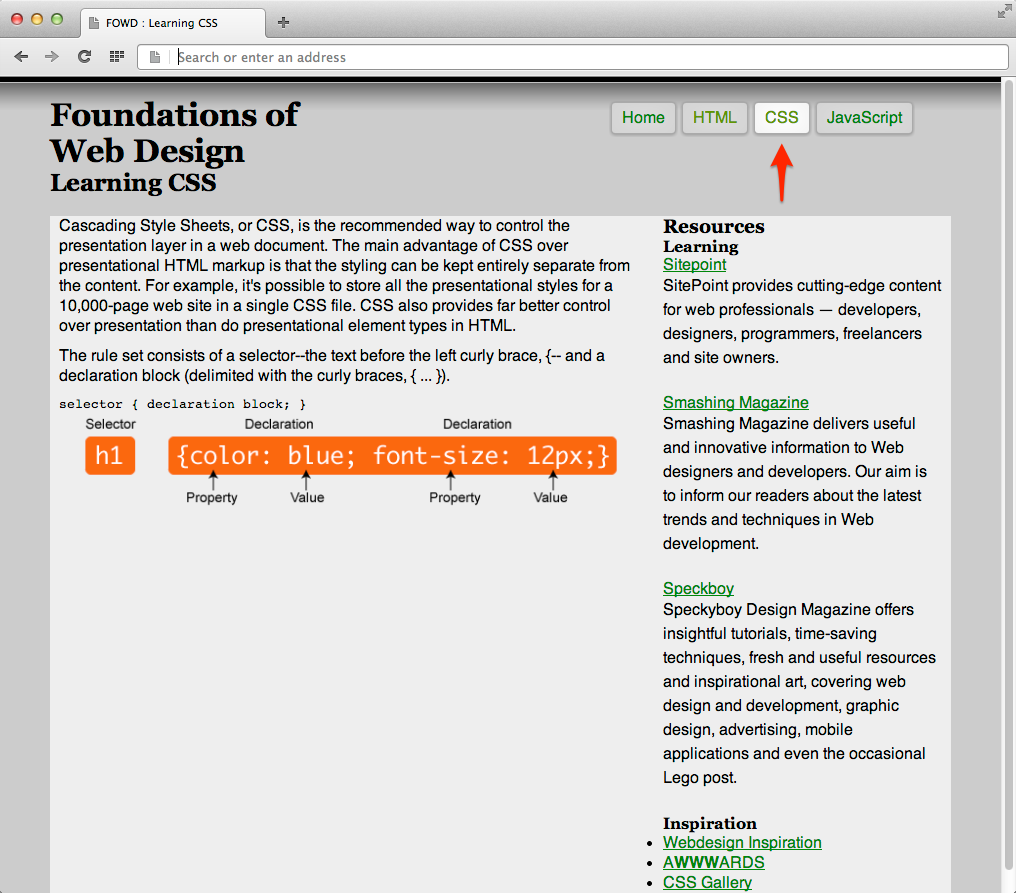 FOWD : Learning CSS
Search or enter an address
Foundations of
Web Design
Learning CSS
Home
HTML
CSS
JavaScript
Cascading Style Sheets, or CSS, is the recommended way to control the
presentation layer in a web document. The main advantage of CSS over
presentational HTML markup is that the styling can be kept entirely separate from
the content. For example, it's possible to store all the presentational styles for a
10,000-page web site in a single CSS file. CSS also provides far better control
over presentation than do presentational element types in HTML.
The rule set consists of a selector--the text before the left curly brace, {-- and a
declaration block (delimited with the curly braces, { ... }).
selector { declaration block; }
Selector Declaration Declaration
h1 {color: blue; font-size: 12px;}
Property Value Property Value
Resources
Learning
Sitepoint
SitePoint provides cutting-edge content
for web professionals — developers,
designers, programmers, freelancers
and site owners.
Smashing Magazine
Smashing Magazine delivers useful
and innovative information to Web
designers and developers. Our aim is
to inform our readers about the latest
trends and techniques in Web
development.
Speckboy
Speckyboy Design Magazine offers
insightful tutorials, time-saving
techniques, fresh and useful resources
and inspirational art, covering web
design and development, graphic
design, advertising, mobile
applications and even the occasional
Lego post.
Inspiration
Webdesign Inspiration
AWWWARDS
CSS Gallery